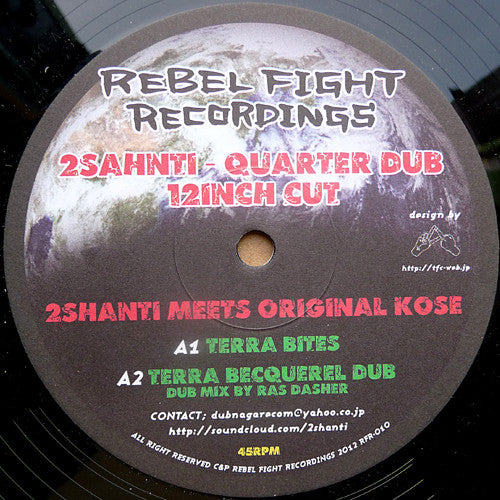 REBEL FIGHT
RECORDINGS
2SAHNTI - QUARTER DUB
12INCH CUT
design by
http://tfc-web.jp
2SHANTI MEETS ORIGINAL KOSE
A1 TERRA BITES
A2 TERRA BECQUEREL DUB
DUB MIX BY RAS DASHER
CONTACT; dubnagarocom@yahoo.co.jp
http://soundcloud.com/2shanti
45RPM
ALL RIGHT RESERVED C&P REBEL FIGHT RECORDINGS 2012 RFR-010